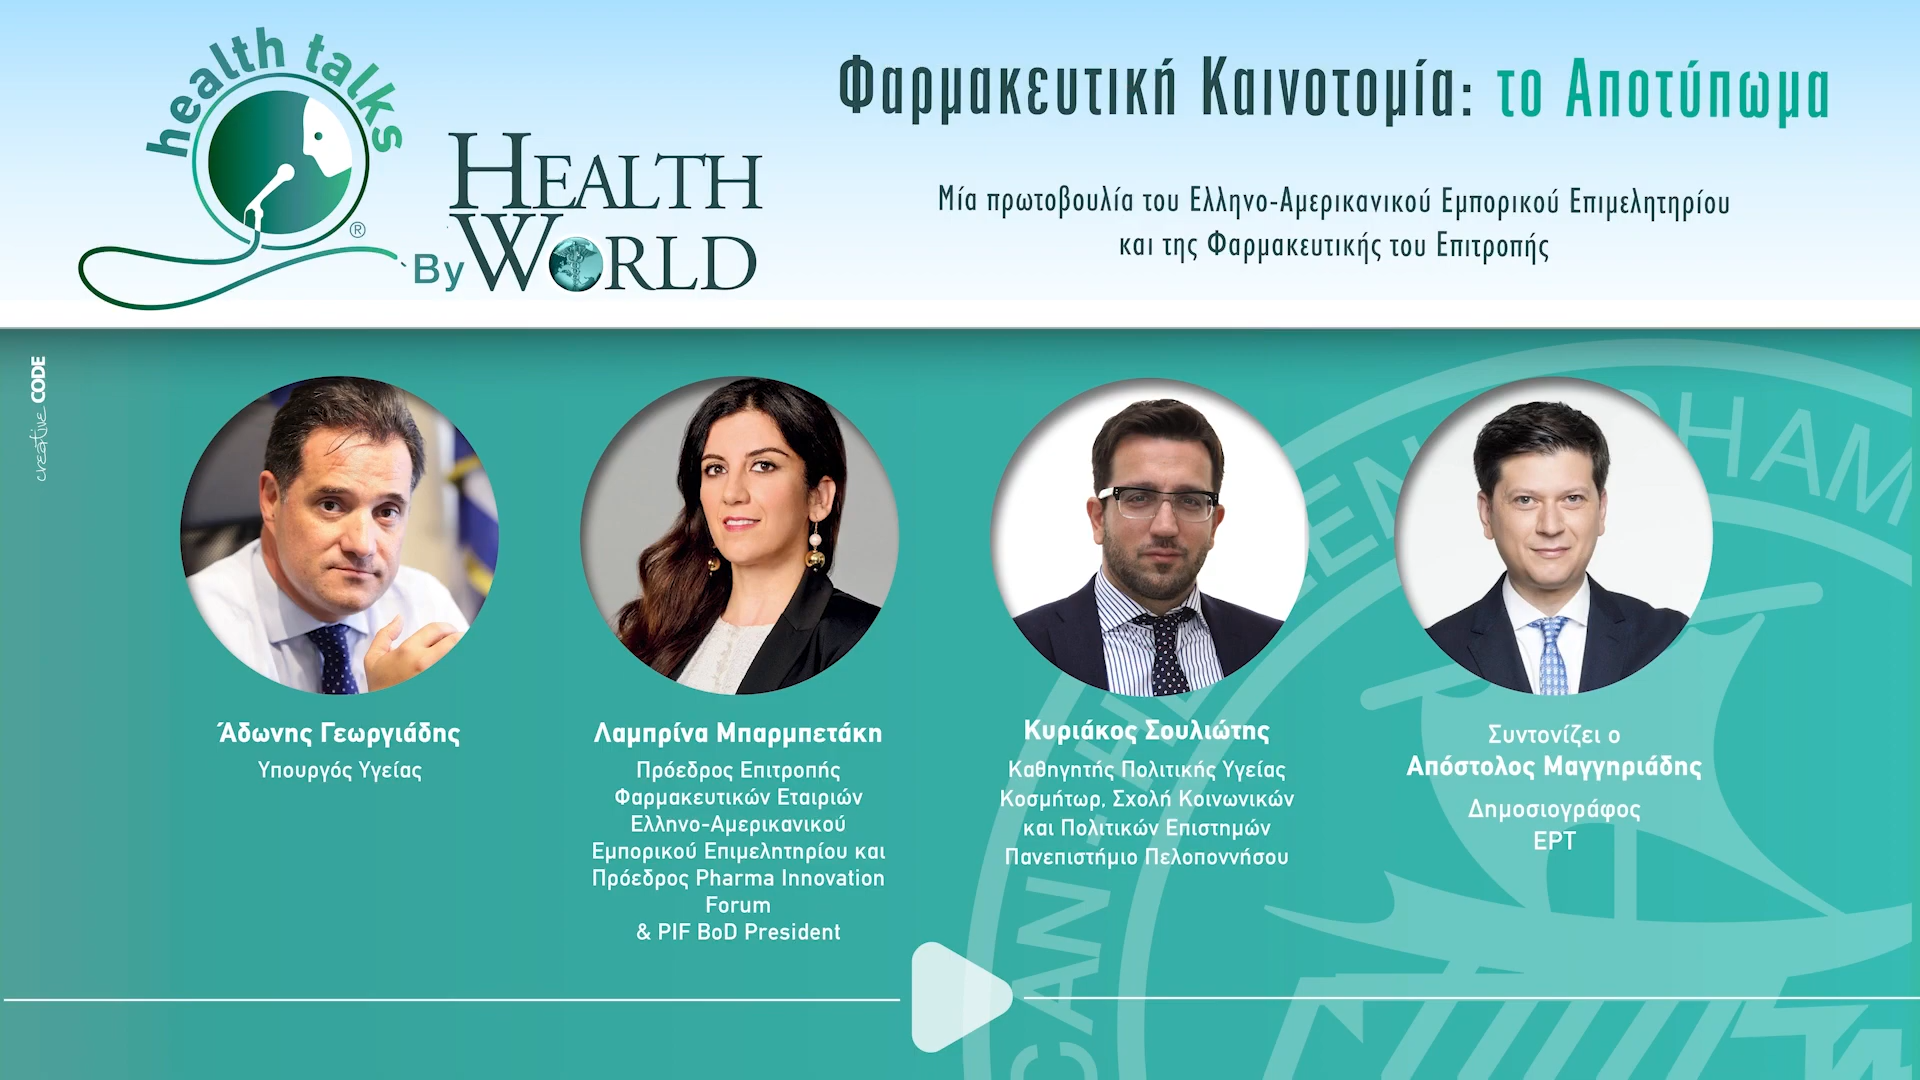 health talks
®
By HEALTH WORLD
Φαρμακευτική Καινοτομία: το Αποτύπωμα
Μία πρωτοβουλία του Ελληνο-Αμερικανικού Εμπορικού Επιμελητηρίου
και της Φαρμακευτικής του Επιτροπής
creative CODE
Άδωνης Γεωργιάδης
Υπουργός Υγείας
Λαμπρίνα Μπαρμπετάκη
Πρόεδρος Επιτροπής
Φαρμακευτικών Εταιριών
Ελληνο-Αμερικανικού
Εμπορικού Επιμελητηρίου και
Πρόεδρος Pharma Innovation
Forum
& PIF BoD President
Κυριάκος Σουλιώτης
Καθηγητής Πολιτικής Υγείας
Κοσμήτωρ, Σχολή Κοινωνικών
και Πολιτικών Επιστημών
Πανεπιστήμιο Πελοποννήσου
Συντονίζει ο
Απόστολος Μαγγηριάδης
Δημοσιογράφος
ΕΡΤ